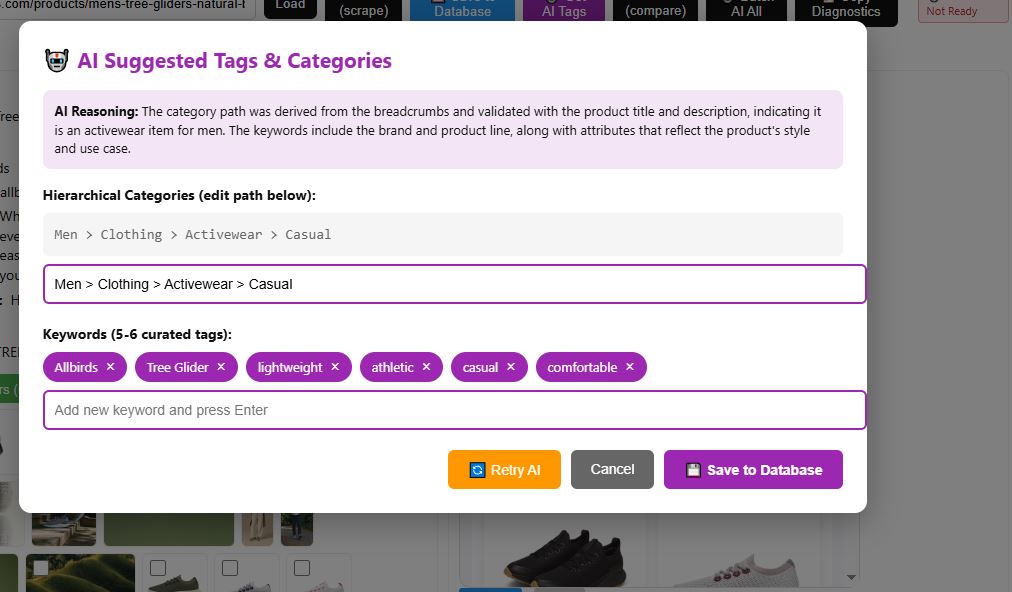 s.com/products/mens-tree-gliders-natural-b
Load
(scrape)
Database
AI Tags
(compare)
AI All
Diagnostics
Not Ready
AI Suggested Tags & Categories
AI Reasoning: The category path was derived from the breadcrumbs and validated with the product title and description, indicating it
is an activewear item for men. The keywords include the brand and product line, along with attributes that reflect the product's style
and use case.
Hierarchical Categories (edit path below):
Men > Clothing > Activewear > Casual
Men > Clothing > Activewear > Casual
Keywords (5-6 curated tags):
Allbirds ×
Tree Glider ×
lightweight ×
athletic ×
casual ×
comfortable ×
Add new keyword and press Enter
Retry AI
Cancel
Save to Database